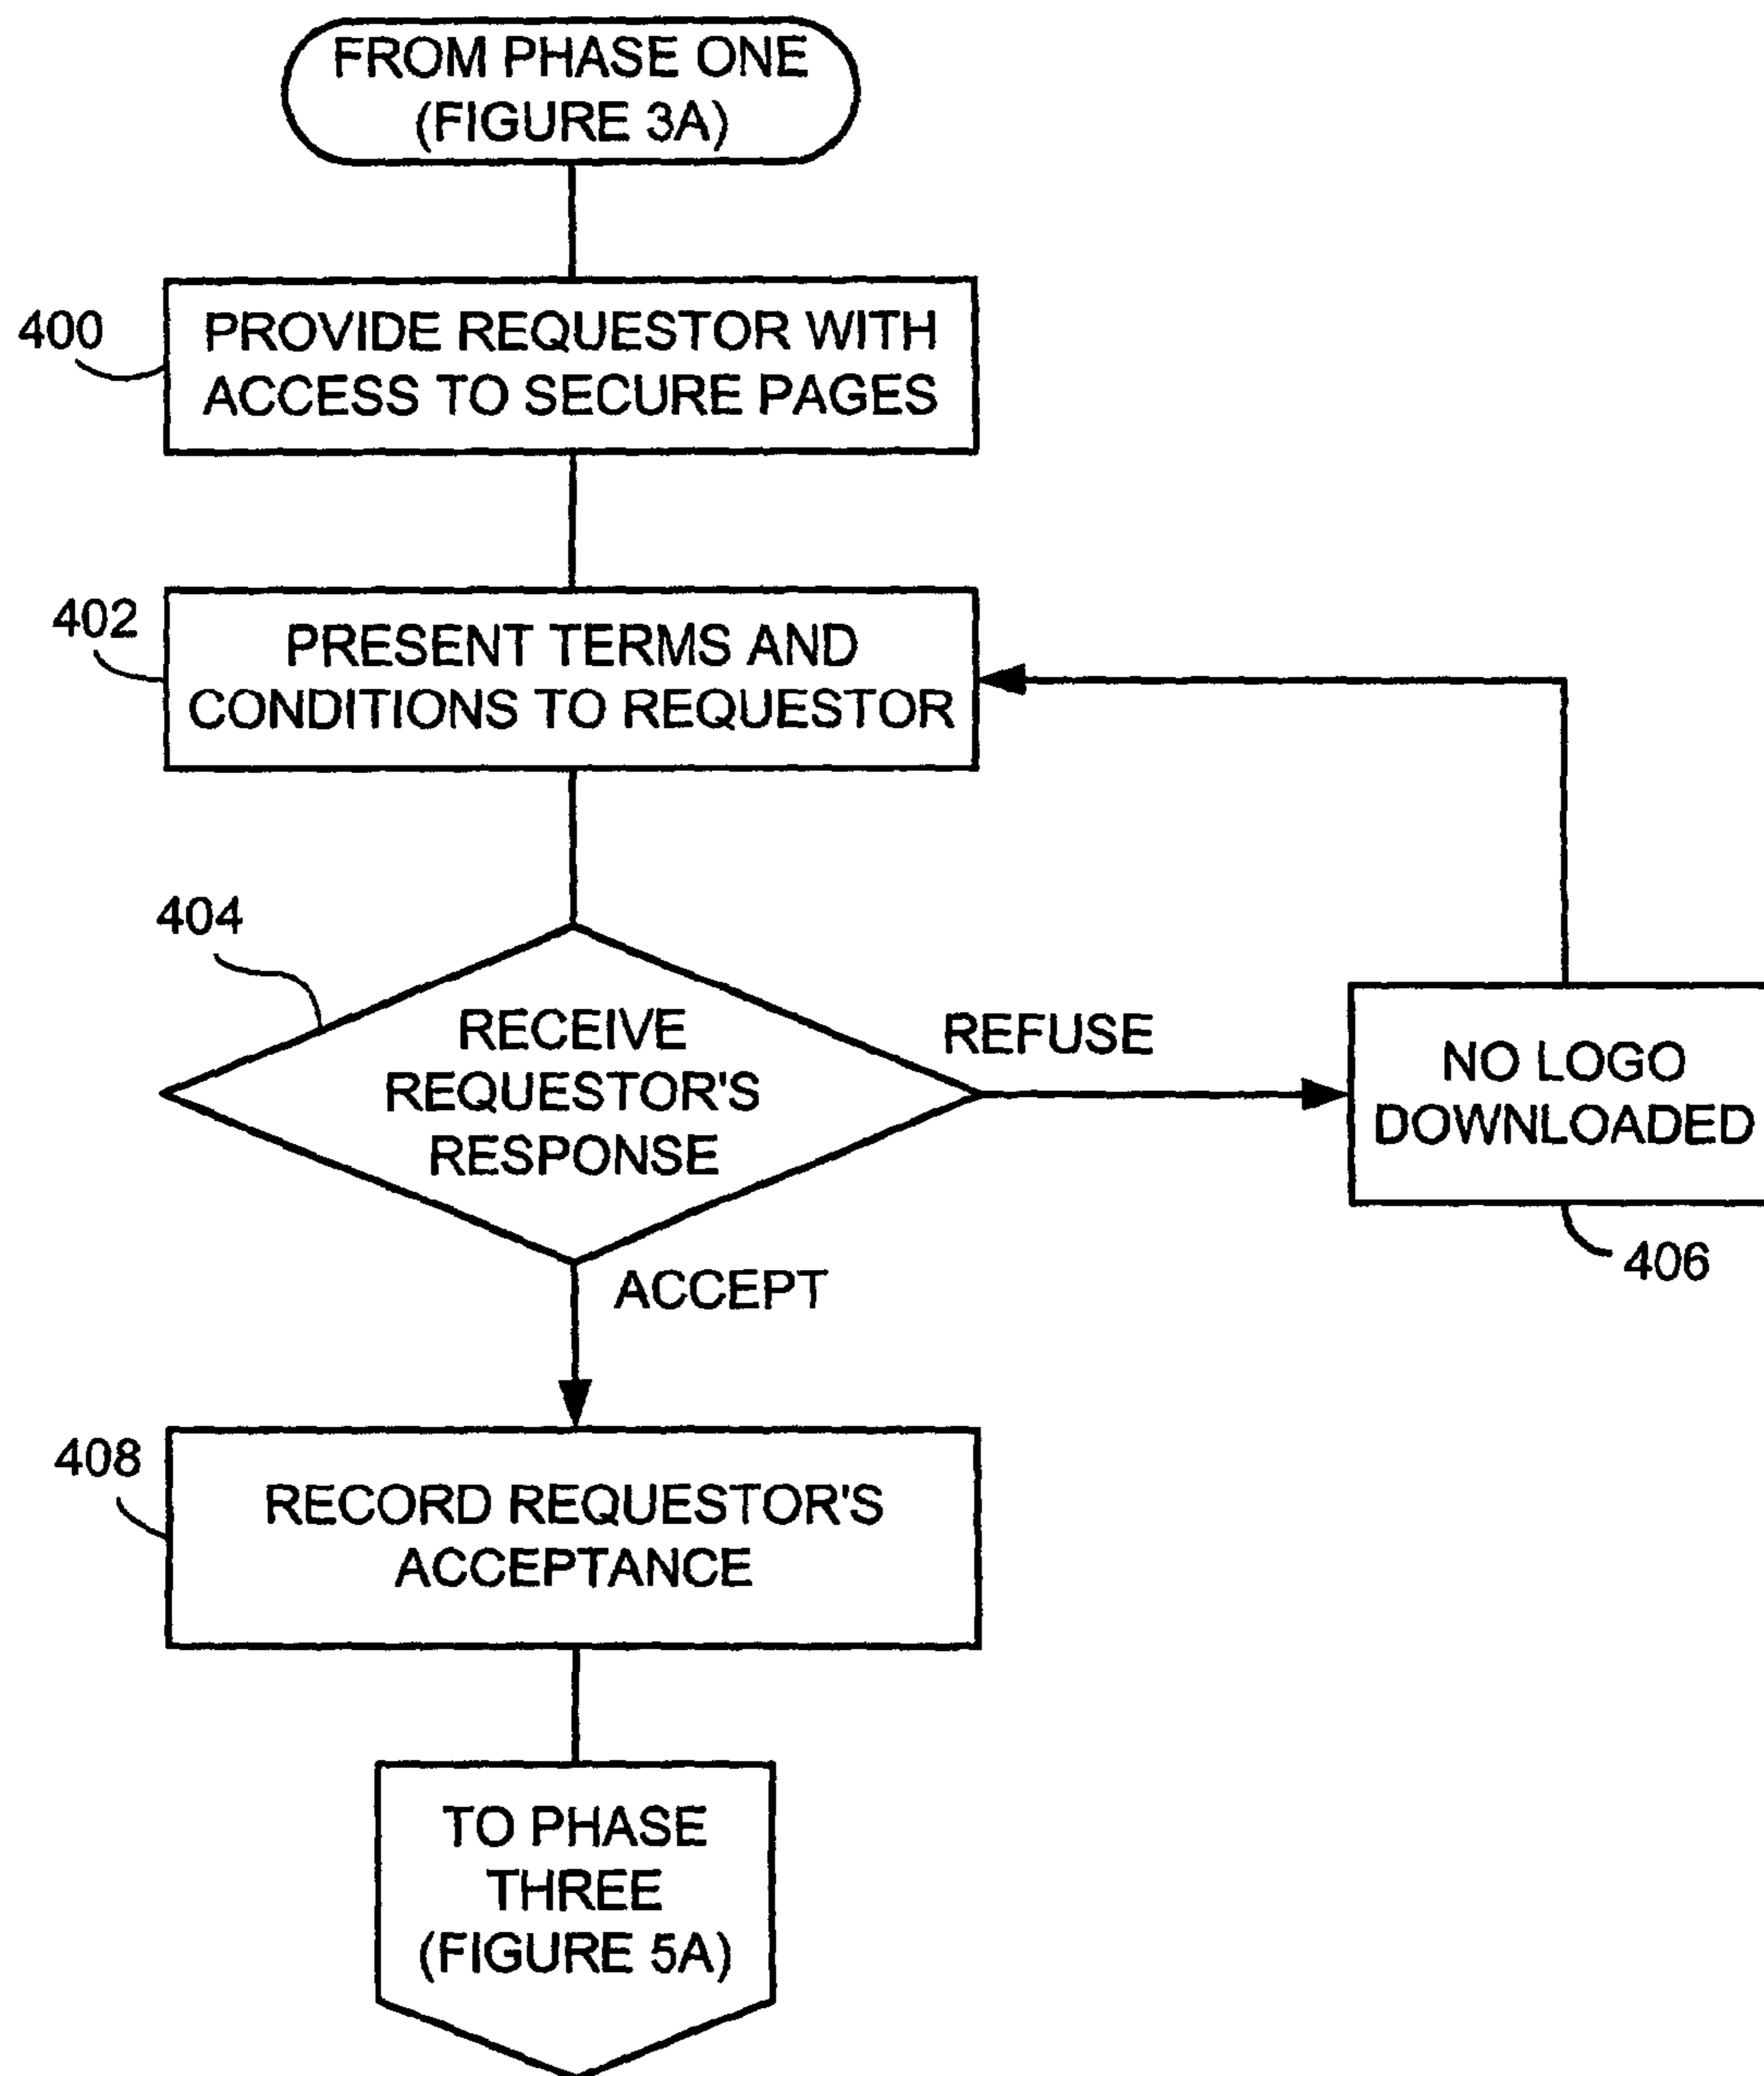 FROM PHASE ONE
(FIGURE 3A)
400
PROVIDE REQUESTOR WITH
ACCESS TO SECURE PAGES
402
PRESENT TERMS AND
CONDITIONS TO REQUESTOR
404
RECEIVE
REQUESTOR'S
RESPONSE
REFUSE
NO LOGO
DOWNLOADED
406
ACCEPT
408
RECORD REQUESTOR'S
ACCEPTANCE
TO PHASE
THREE
(FIGURE 5A)